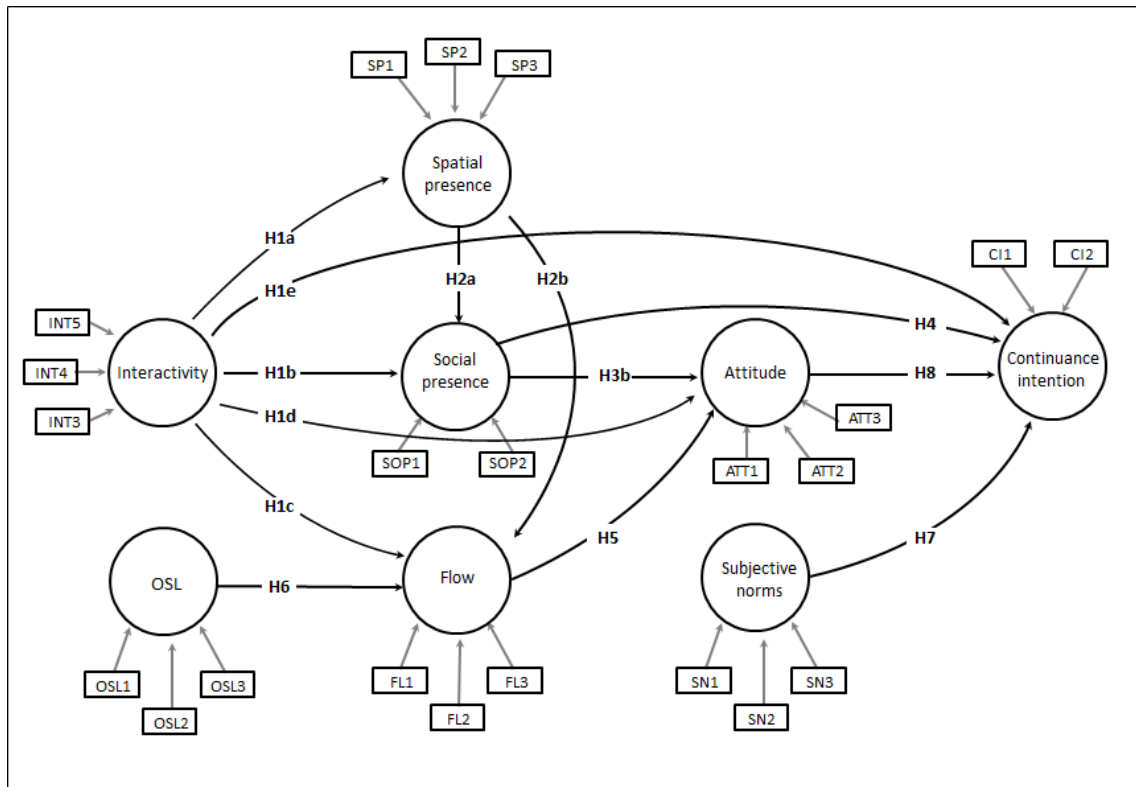 SP1
SP2
SP3
Spatial
presence
H1a
H2a
H2b
H1e
CI1
CI2
INT5
INT4
INT3
Interactivity
H1b
Social
presence
H3b
Attitude
H4
H8
Continuance
intention
H1d
SOP1
SOP2
ATT3
ATT1
ATT2
H1c
H5
H7
OSL
H6
Flow
Subjective
norms
OSL1
OSL2
OSL3
FL1
FL2
FL3
SN1
SN2
SN3